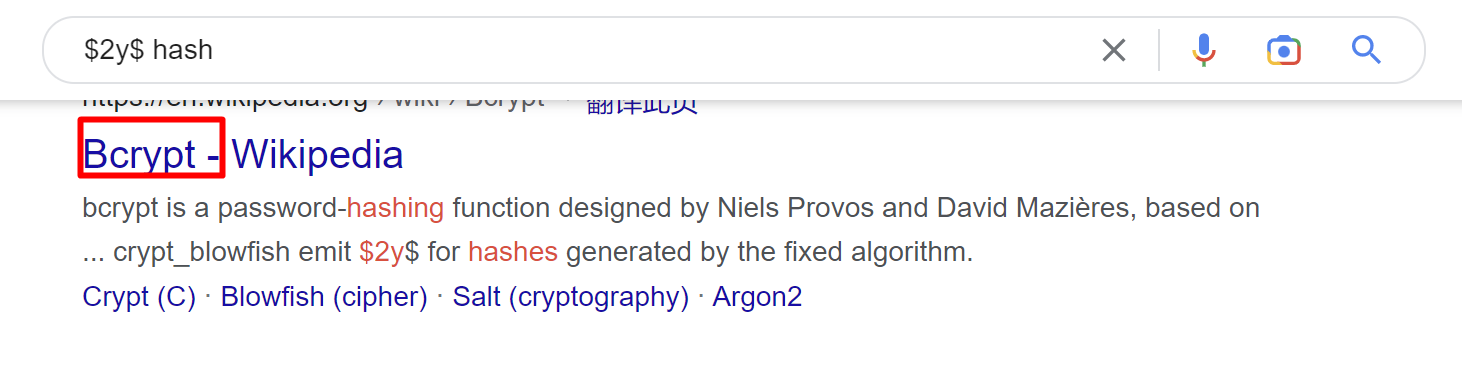 $2y$ hash
https://en.wikipedia.org › wiki › Bcrypt · 翻译此页
Bcrypt - Wikipedia
bcrypt is a password-hashing function designed by Niels Provos and David Mazières, based on
... crypt_blowfish emit $2y$ for hashes generated by the fixed algorithm.
Crypt (C) · Blowfish (cipher) · Salt (cryptography) · Argon2